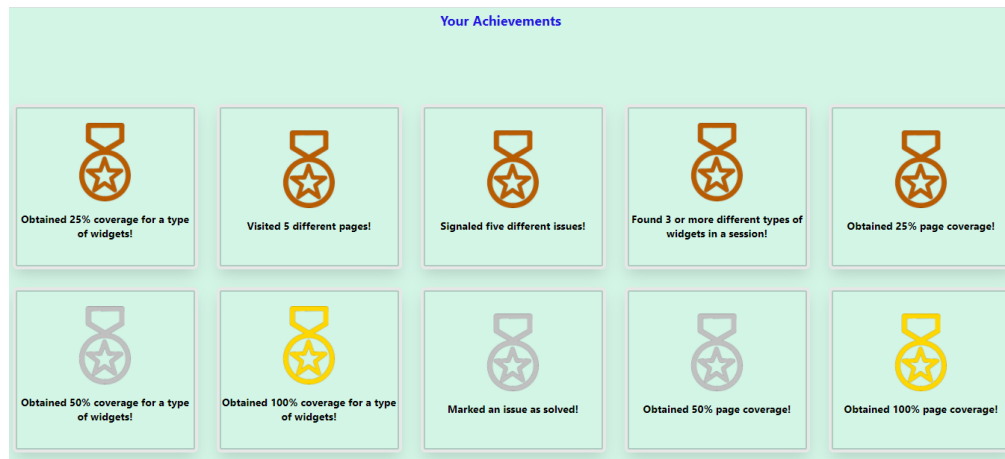 Your Achievements
Obtained 25% coverage for a type
of widgets!
Visited 5 different pages!
Signaled five different issues!
Found 3 or more different types of
widgets in a session!
Obtained 25% page coverage!
Obtained 50% coverage for a type
of widgets!
Obtained 100% coverage for a type
of widgets!
Marked an issue as solved!
Obtained 50% page coverage!
Obtained 100% page coverage!